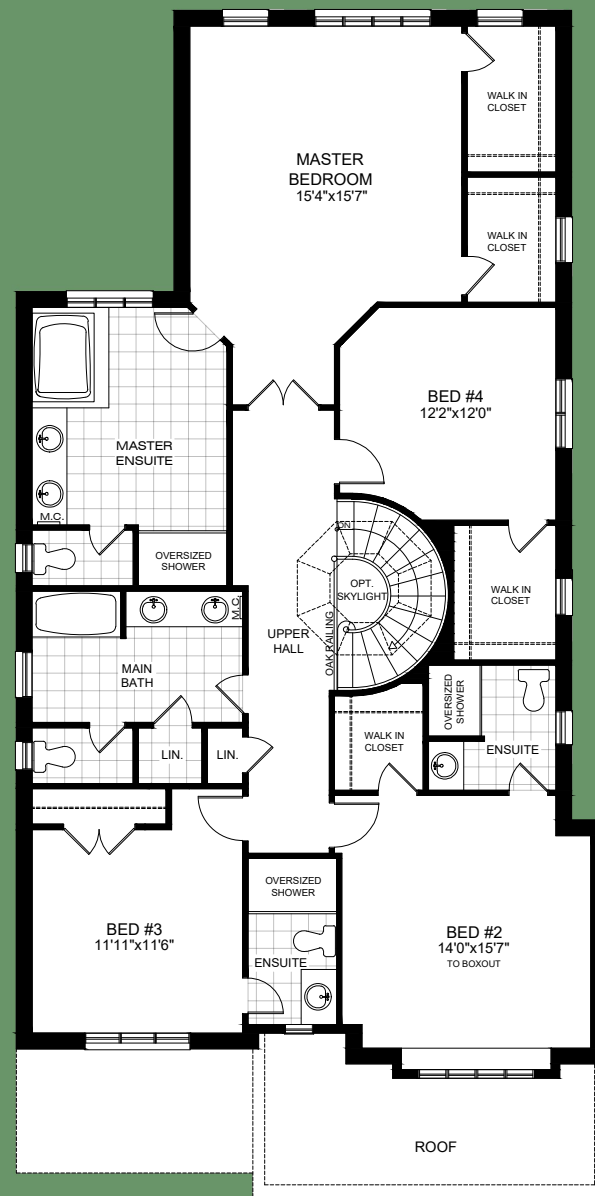 WALK IN
CLOSET
MASTER
BEDROOM
15'4"x15'7"
WALK IN
CLOSET
BED #4
12'2"x12'0"
MASTER
ENSUITE
M.C.
DN
OVERSIZED
SHOWER
OPT.
SKYLIGHT
WALK IN
CLOSET
M.C.
UPPER
HALL
OAK RAILING
MAIN
BATH
OVERSIZED
SHOWER
WALK IN
CLOSET
ENSUITE
LIN.
LIN.
OVERSIZED
SHOWER
BED #3
11'11"x11'6"
BED #2
14'0"x15'7"
TO BOXOUT
ENSUITE
ROOF